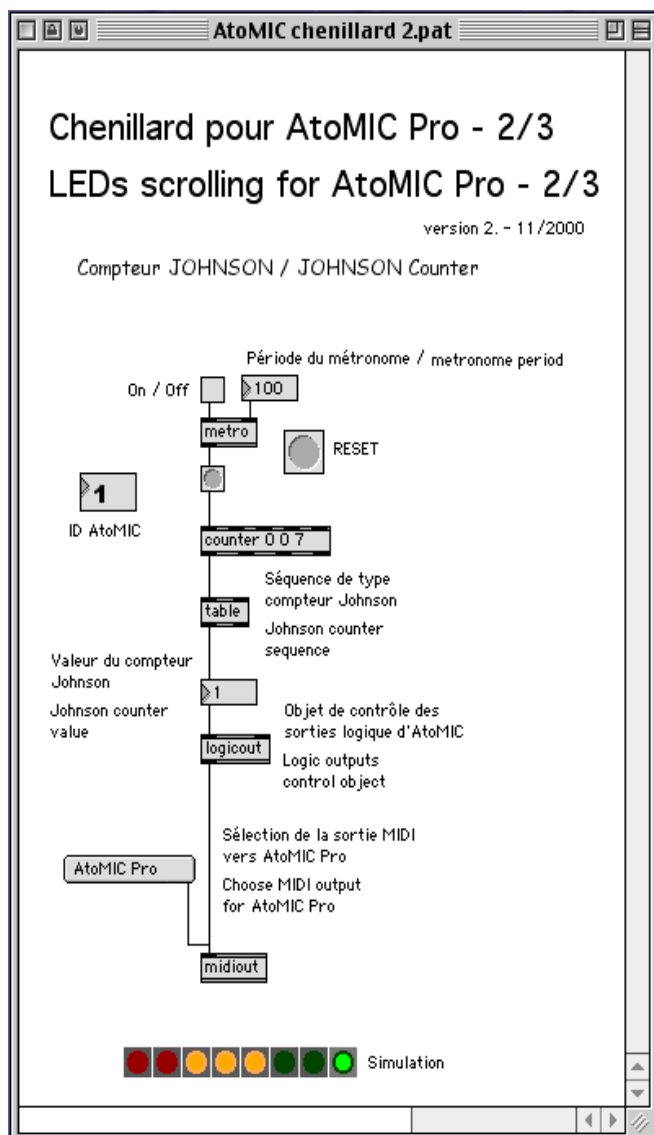 AtoMIC chenillard 2.pat
Chenillard pour AtoMIC Pro - 2/3
LEDs scrolling for AtoMIC Pro - 2/3
version 2. - 11/2000
Compteur JOHNSON / JOHNSON Counter
Période du métronome / metronome period
On / Off
100
metro
RESET
1
ID AtoMIC
counter 0 0 7
Séquence de type
compteur Johnson
table
Johnson counter
sequence
Valeur du compteur
Johnson
1
Johnson counter
value
Objet de contrôle des
sorties logique d'AtoMIC
logicout
Logic outputs
control object
Sélection de la sortie MIDI
vers AtoMIC Pro
AtoMIC Pro
Choose MIDI output
for AtoMIC Pro
midiout
Simulation